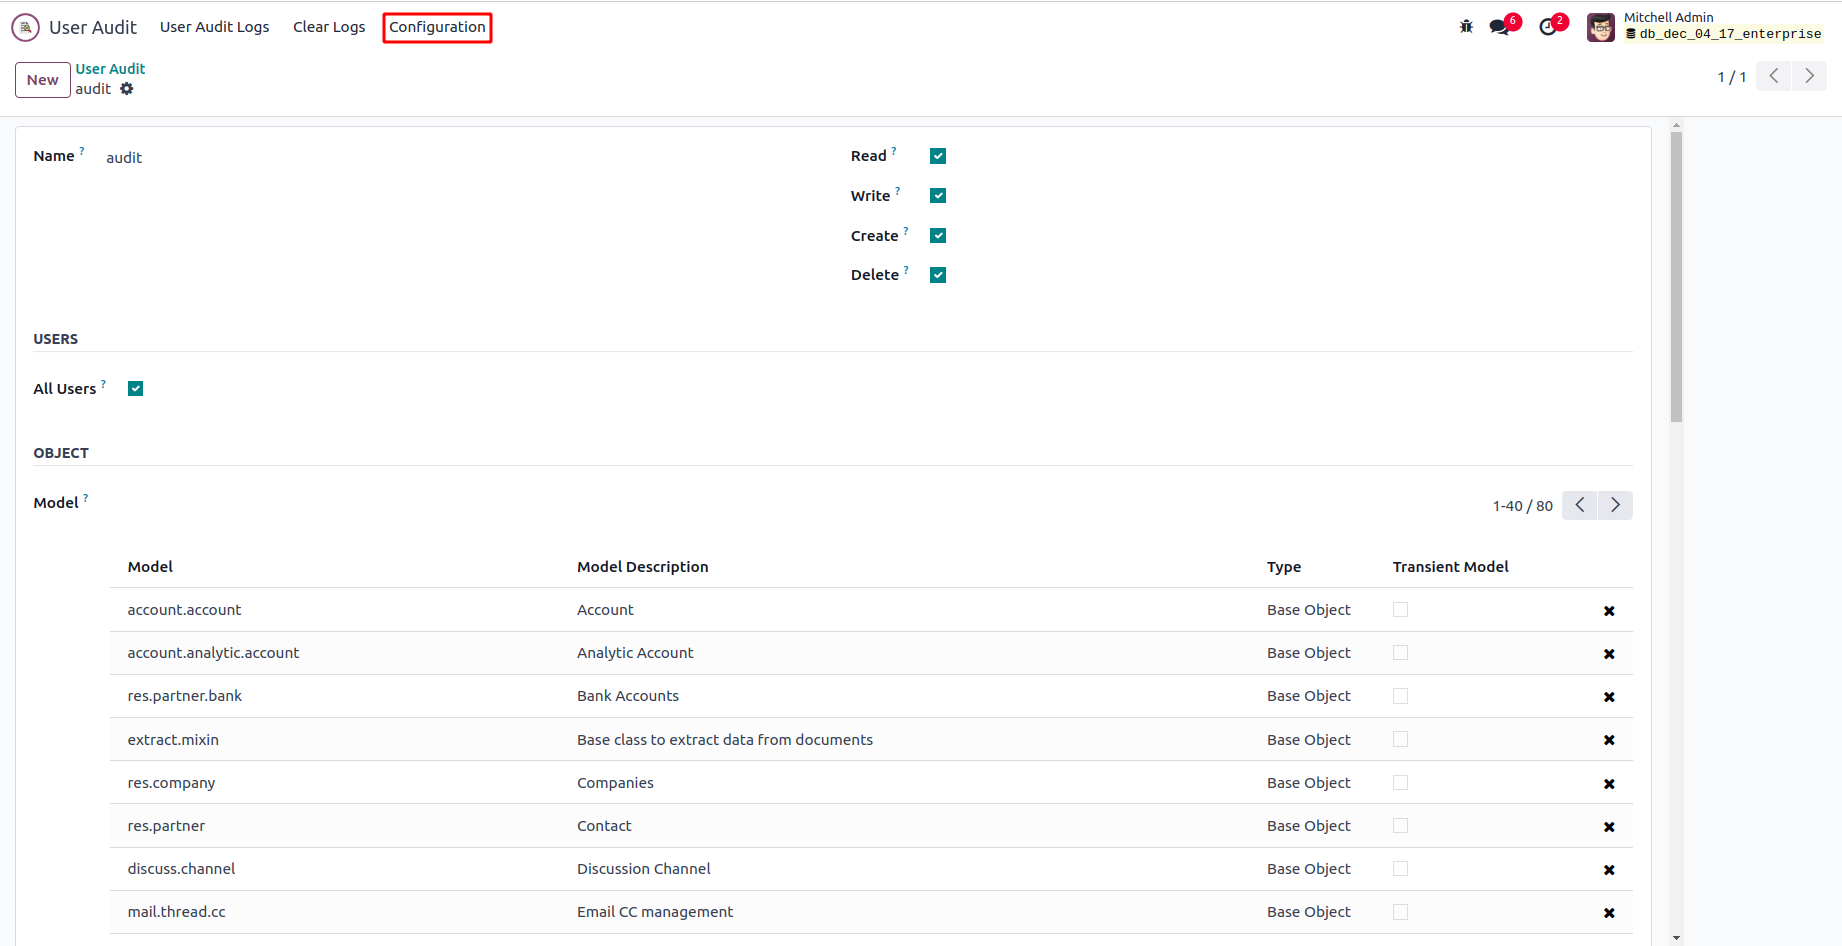 User Audit User Audit Logs Clear Logs Configuration 6 2 Mitchell Admin
db_dec_04_17_enterprise
New User Audit
audit 1 / 1
Name ? audit
Read ?
Write ?
Create ?
Delete ?
USERS
All Users ?
OBJECT
Model ? 1-40 / 80
Model Model Description Type Transient Model
account.account Account Base Object
account.analytic.account Analytic Account Base Object
res.partner.bank Bank Accounts Base Object
extract.mixin Base class to extract data from documents Base Object
res.company Companies Base Object
res.partner Contact Base Object
discuss.channel Discussion Channel Base Object
mail.thread.cc Email CC management Base Object